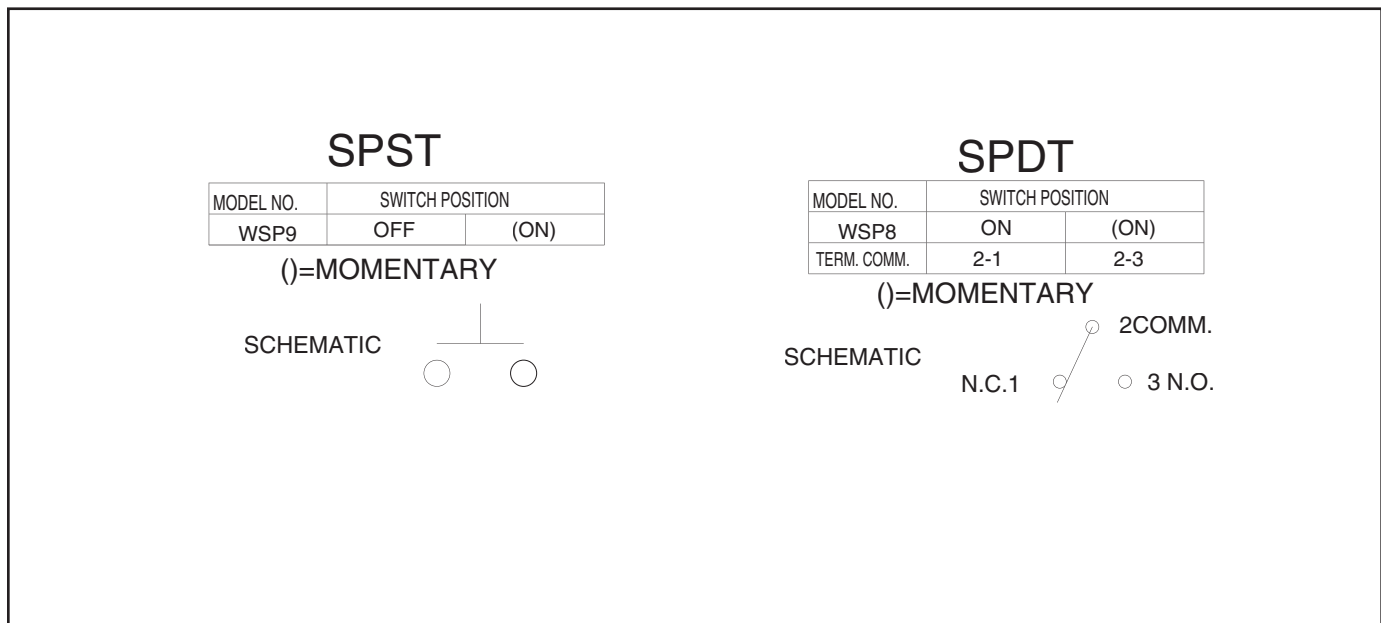 SPST
MODEL NO. SWITCH POSITION
WSP9 OFF (ON)
()=MOMENTARY
SCHEMATIC
SPDT
MODEL NO. SWITCH POSITION
WSP8 ON (ON)
TERM. COMM. 2-1 2-3
()=MOMENTARY
2COMM.
SCHEMATIC
N.C.1 3 N.O.